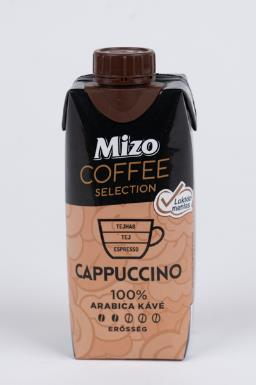 Mizo
COFFEE
SELECTION
Laktóz
mentes
TEJHAB
TEJ
ESPRESSO
CAPPUCCINO
100%
ARABICA KÁVÉ
ERŐSSÉG